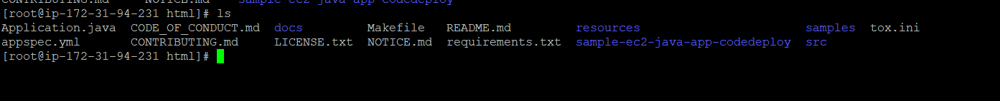 CONTRIBUTING.md NOTICE.md sample-ec2-java-app-codedeploy
[root@ip-172-31-94-231 html]# ls
Application.java CODE_OF_CONDUCT.md docs Makefile README.md resources samples tox.ini
appspec.yml CONTRIBUTING.md LICENSE.txt NOTICE.md requirements.txt sample-ec2-java-app-codedeploy src
[root@ip-172-31-94-231 html]#